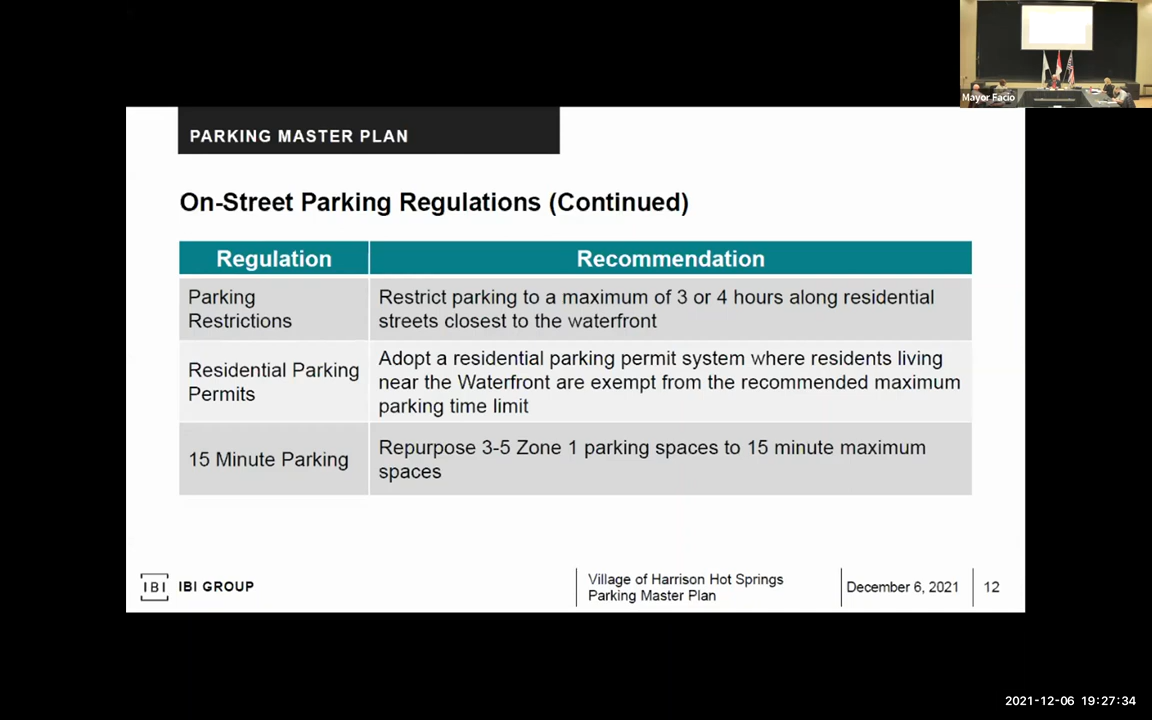 Mayor Facio
PARKING MASTER PLAN
On-Street Parking Regulations (Continued)
Regulation
Recommendation
Parking
Restrictions
Restrict parking to a maximum of 3 or 4 hours along residential
streets closest to the waterfront
Residential Parking
Permits
Adopt a residential parking permit system where residents living
near the Waterfront are exempt from the recommended maximum
parking time limit
15 Minute Parking
Repurpose 3-5 Zone 1 parking spaces to 15 minute maximum
spaces
IBI
IBI GROUP
Village of Harrison Hot Springs
Parking Master Plan
December 6, 2021
12
2021-12-06 19:27:34